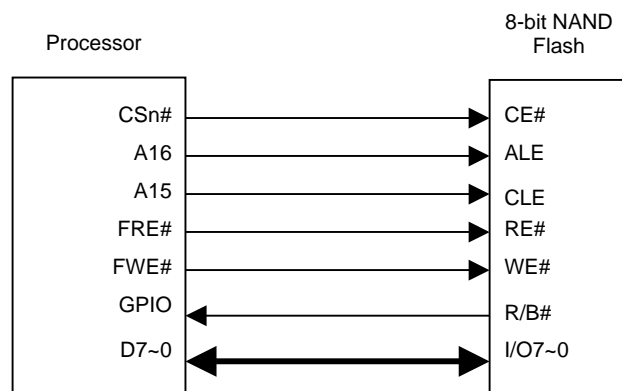 Processor
8-bit NAND
Flash
CSn#
CE#
A16
ALE
A15
CLE
FRE#
RE#
FWE#
WE#
GPIO
R/B#
D7~0
I/O7~0